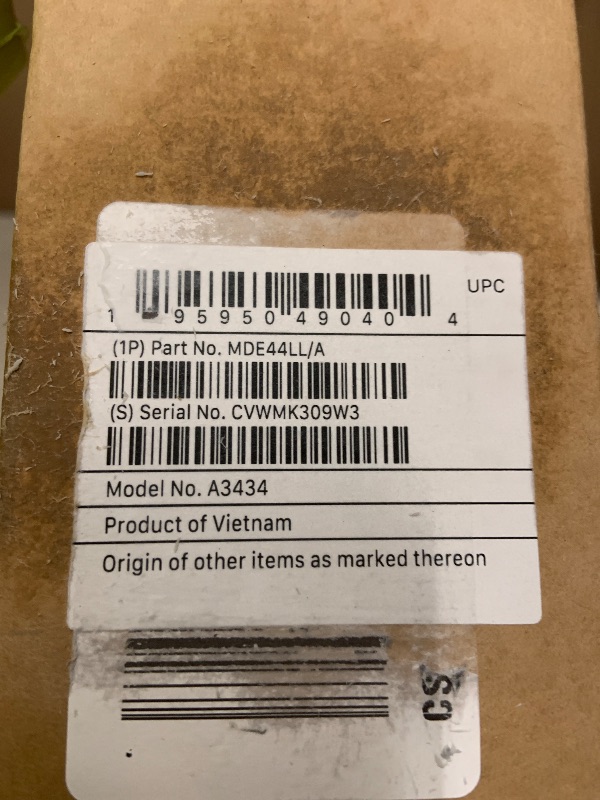 UPC
1 95950 49040 4
(1P) Part No. MDE44LL/A
(S) Serial No. CVWMK309W3
Model No. A3434
Product of Vietnam
Origin of other items as marked thereon
CS